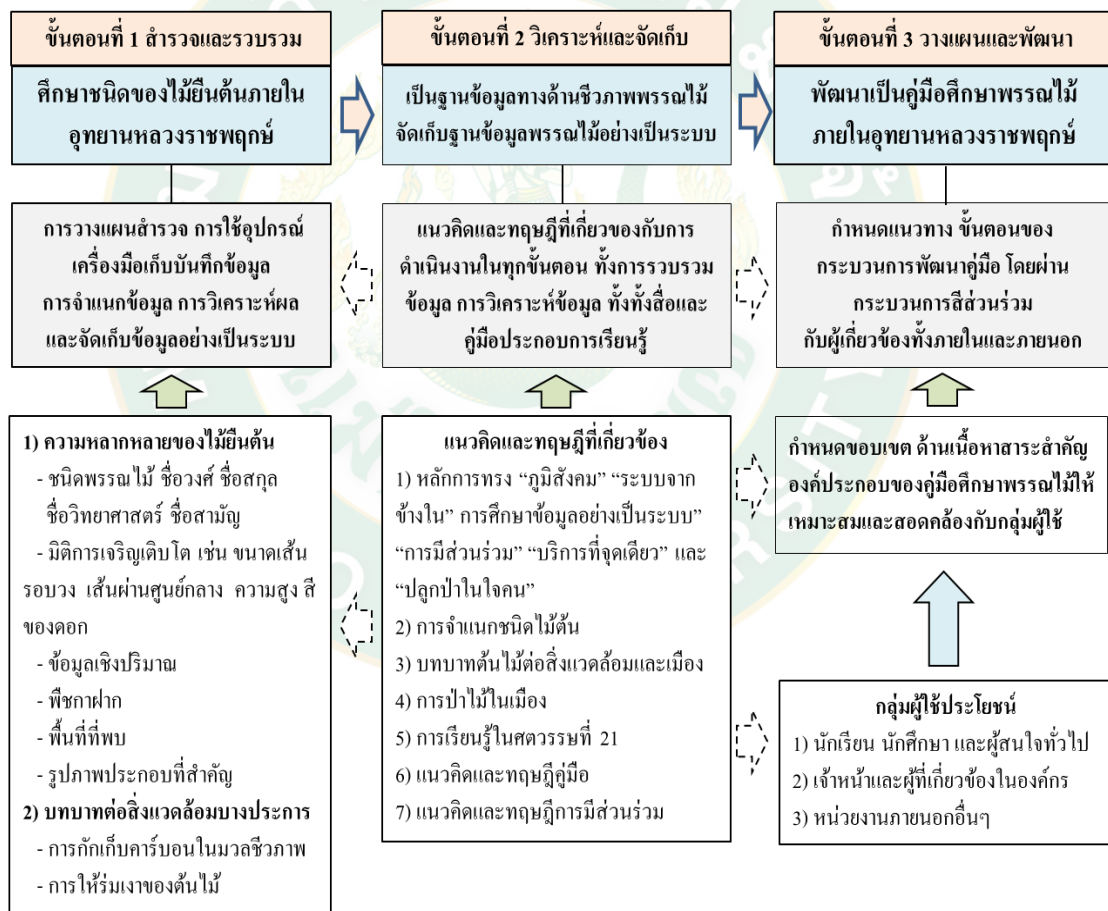 ขั้นตอนที่ 1 สำรวจและรวบรวม
ศึกษาชนิดของไม้ยืนต้นภายใน
อุทยานหลวงราชพฤกษ์
การวางแผนสำรวจ การใช้อุปกรณ์
เครื่องมือเก็บบันทึกข้อมูล
การจำแนกข้อมูล การวิเคราะห์ผล
และจัดเก็บข้อมูลอย่างเป็นระบบ
1) ความหลากหลายของไม้ยืนต้น
- ชนิดพรรณไม้ ชื่อวงศ์ ชื่อสกุล
ชื่อวิทยาศาสตร์ ชื่อสามัญ
- มิติการเจริญเติบโต เช่น ขนาดเส้น
รอบวง เส้นผ่านศูนย์กลาง ความสูง สี
ของดอก
- ข้อมูลเชิงปริมาณ
- พืชกาฝาก
- พื้นที่ที่พบ
- รูปภาพประกอบที่สำคัญ
2) บทบาทต่อสิ่งแวดล้อมบางประการ
- การกักเก็บคาร์บอนในมวลชีวภาพ
- การให้ร่มเงาของต้นไม้
ขั้นตอนที่ 2 วิเคราะห์และจัดเก็บ
เป็นฐานข้อมูลทางด้านชีวภาพพรรณไม้
จัดเก็บฐานข้อมูลพรรณไม้อย่างเป็นระบบ
แนวคิดและทฤษฎีที่เกี่ยวของกับการ
ดำเนินงานในทุกขั้นตอน ทั้งการรวบรวม
ข้อมูล การวิเคราะห์ข้อมูล ทั้งทั้งสื่อและ
คู่มือประกอบการเรียนรู้
แนวคิดและทฤษฎีที่เกี่ยวข้อง
1) หลักการทรง “ภูมิสังคม” “ระบบจาก
ข้างใน” การศึกษาข้อมูลอย่างเป็นระบบ”
“การมีส่วนร่วม” “บริการที่จุดเดียว” และ
“ปลูกป่าในใจคน”
2) การจำแนกชนิดไม้ต้น
3) บทบาทต้นไม้ต่อสิ่งแวดล้อมและเมือง
4) การป่าไม้ในเมือง
5) การเรียนรู้ในศตวรรษที่ 21
6) แนวคิดและทฤษฎีคู่มือ
7) แนวคิดและทฤษฎีการมีส่วนร่วม
ขั้นตอนที่ 3 วางแผนและพัฒนา
พัฒนาเป็นคู่มือศึกษาพรรณไม้
ภายในอุทยานหลวงราชพฤกษ์
กำหนดแนวทาง ขั้นตอนของ
กระบวนการพัฒนาคู่มือ โดยผ่าน
กระบวนการสีส่วนร่วม
กับผู้เกี่ยวข้องทั้งภายในและภายนอก
กำหนดขอบเขต ด้านเนื้อหาสาระสำคัญ
องค์ประกอบของคู่มือศึกษาพรรณไม้ให้
เหมาะสมและสอดคล้องกับกลุ่มผู้ใช้
กลุ่มผู้ใช้ประโยชน์
1) นักเรียน นักศึกษา และผู้สนใจทั่วไป
2) เจ้าหน้าและผู้ที่เกี่ยวข้องในองค์กร
3) หน่วยงานภายนอกอื่นๆ